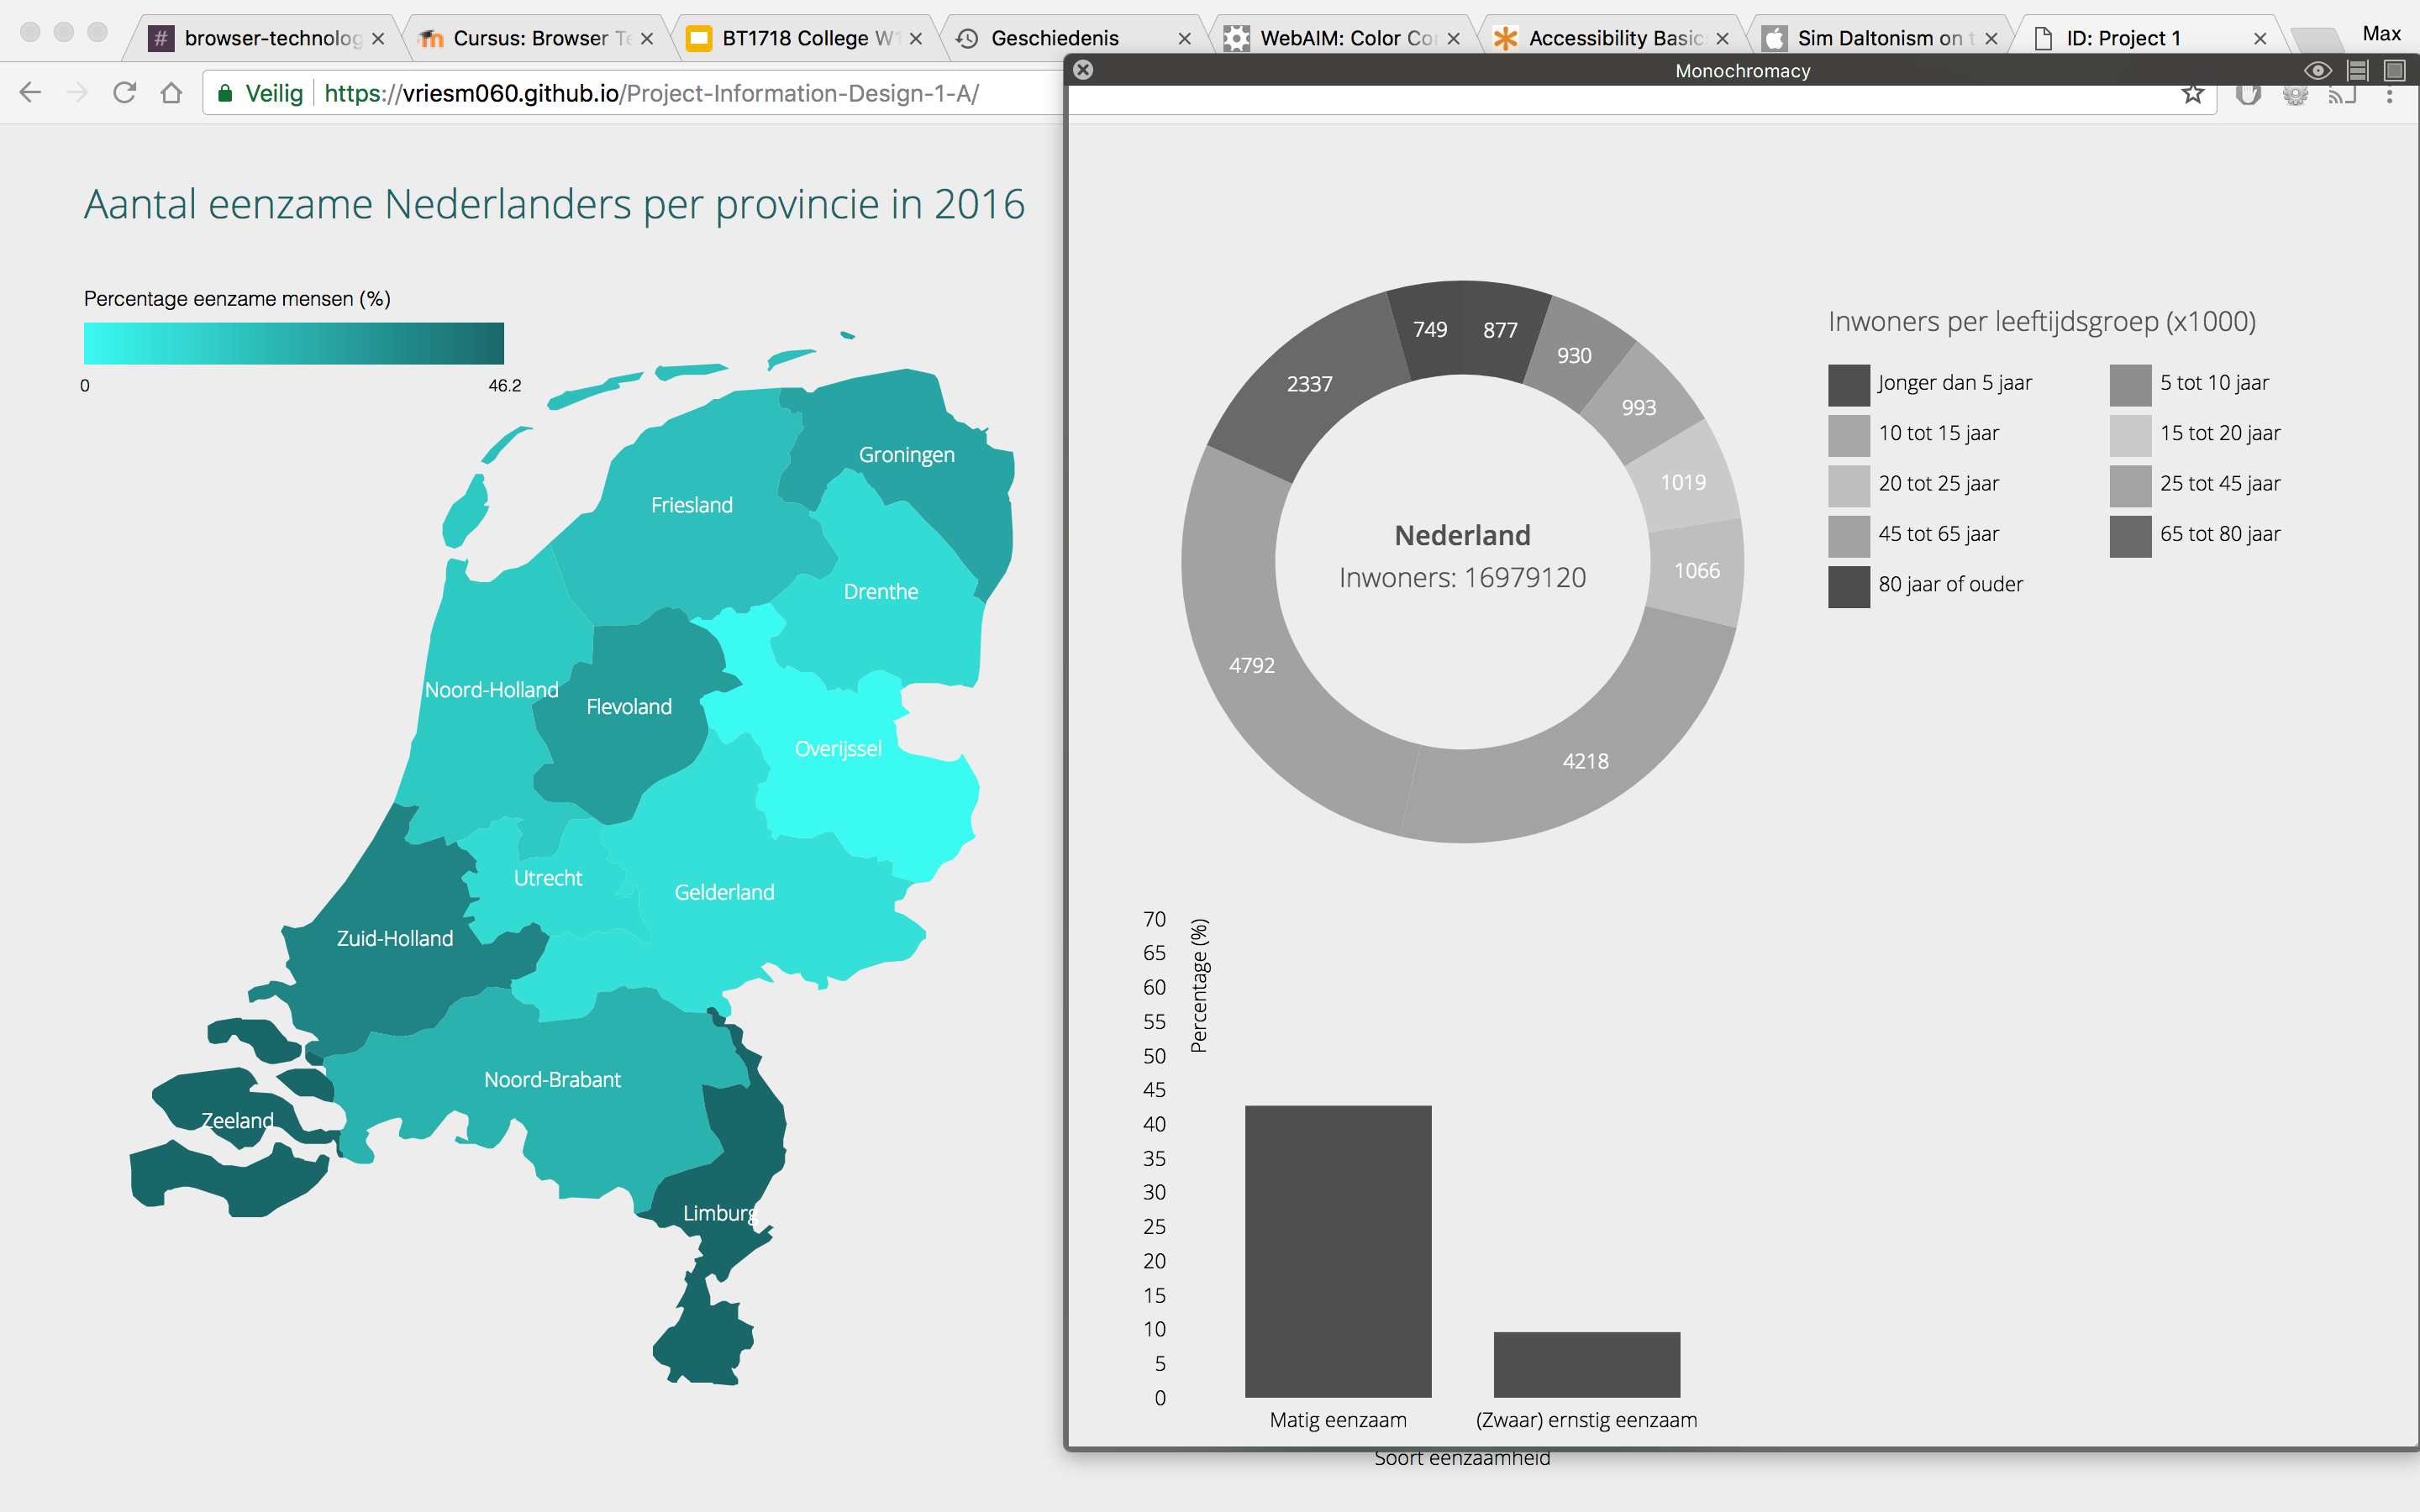 browser-technolog
Cursus: Browser Te
BT1718 College W1
Geschiedenis
WebAIM: Color Co
Accessibility Basic
Sim Daltonism on t
ID: Project 1
Max
Veilig
https://vriesm060.github.io/Project-Information-Design-1-A/
Monochromacy
Aantal eenzame Nederlanders per provincie in 2016
Percentage eenzame mensen (%)
0
46.2
Groningen
Friesland
Drenthe
Noord-Holland
Flevoland
Overijssel
Utrecht
Gelderland
Zuid-Holland
Noord-Brabant
Zeeland
Limburg
749
877
930
2337
993
1019
1066
4792
4218
Nederland
Inwoners: 16979120
Inwoners per leeftijdsgroep (x1000)
Jonger dan 5 jaar
5 tot 10 jaar
10 tot 15 jaar
15 tot 20 jaar
20 tot 25 jaar
25 tot 45 jaar
45 tot 65 jaar
65 tot 80 jaar
80 jaar of ouder
Percentage (%)
70
65
60
55
50
45
40
35
30
25
20
15
10
5
0
Matig eenzaam
(Zwaar) ernstig eenzaam
Soort eenzaamheid